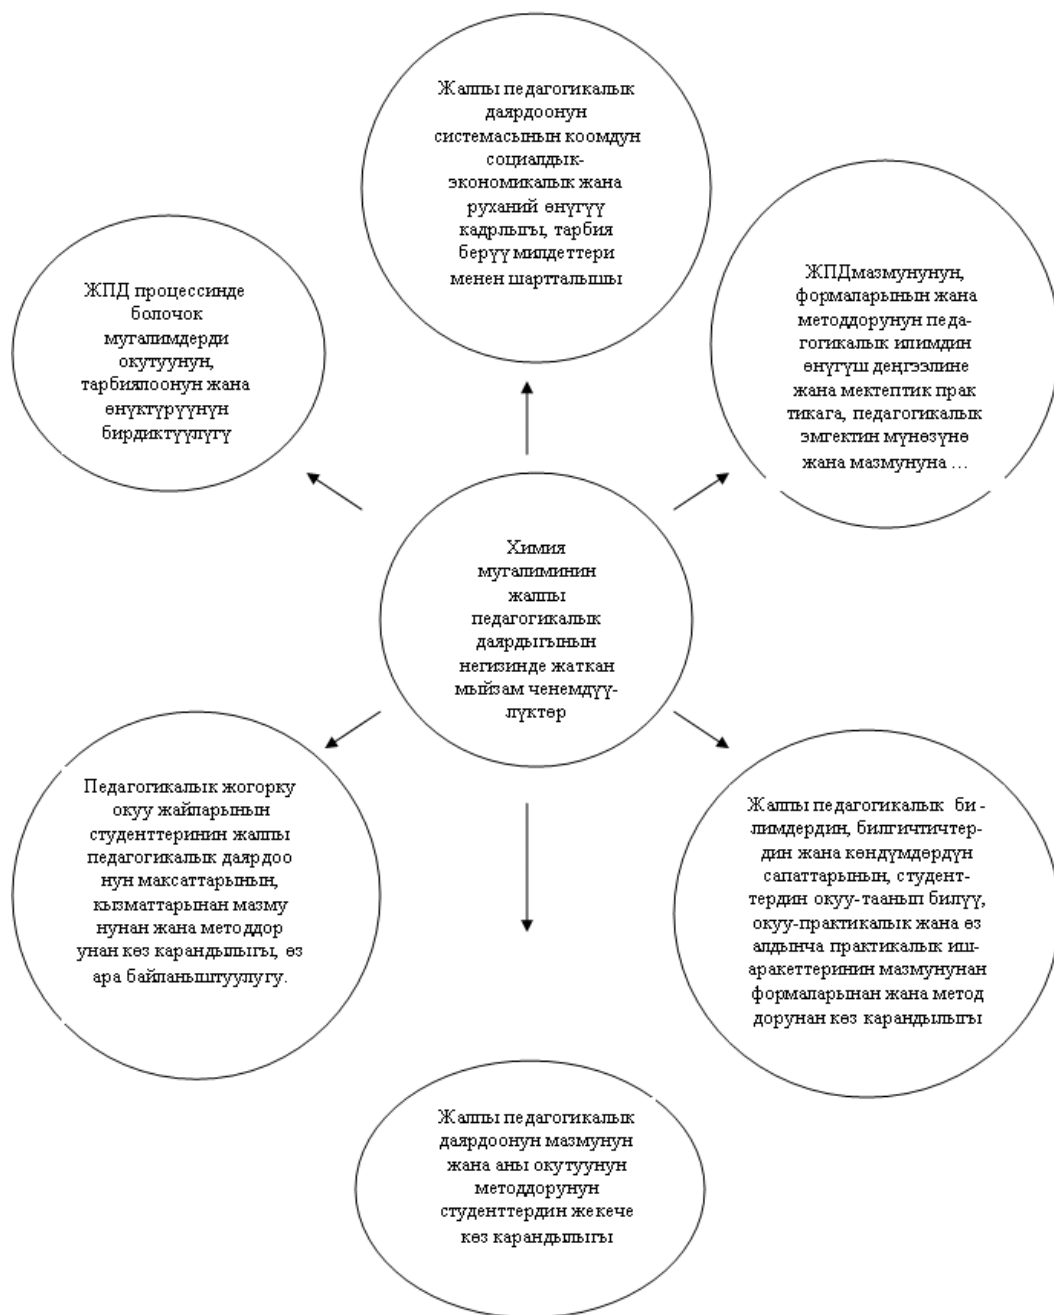 Жалпы педагогикалык
даярдоонун
системасынын коомдун
социалдык-
экономикалык жана
руханий өнүгүү
кадрлыгы, тарбия
берүү милдеттери
менен шартталышы
ЖПД процессинде
болочок
мугалимдерди
окутуунун,
тарбиялоонун жана
өнүктүрүүнүн
бирдиктүүлүгү
ЖПДмазмунунун,
формаларынын жана
методдорунун педа-
гогикалык илимдин
өнүгүш деңгээлине
жана мектептик прак
тикага, педагогикалык
эмгектин мүнөзүнө
жана мазмунуна ...
Химия
мугалиминин
жалпы
педагогикалык
даярдыгынын
негизинде жаткан
мыйзам ченемдүү-
лүктөр
Педагогикалык жогорку
окуу жайларынын
студенттеринин жалпы
педагогикалык даярдоо
нун максаттарынын,
кызматтарынан мазму
нунан жана методдор
унан көз карандылыгы, өз
ара байланыштуулугу.
Жалпы педагогикалык би -
лимдердин, билгичтичтер-
дин жана көндүмдөрдүн
сапаттарынын, студент-
тердин окуу-таанып билүү,
окуу-практикалык жана өз
алдынча практикалык иш-
аракеттеринин мазмунунан
формаларынан жана метод
дорунан көз карандылыгы
Жалпы педагогикалык
даярдоонун мазмунун
жана аны окутуунун
методдорунун
студенттердин жекече
көз карандылыгы